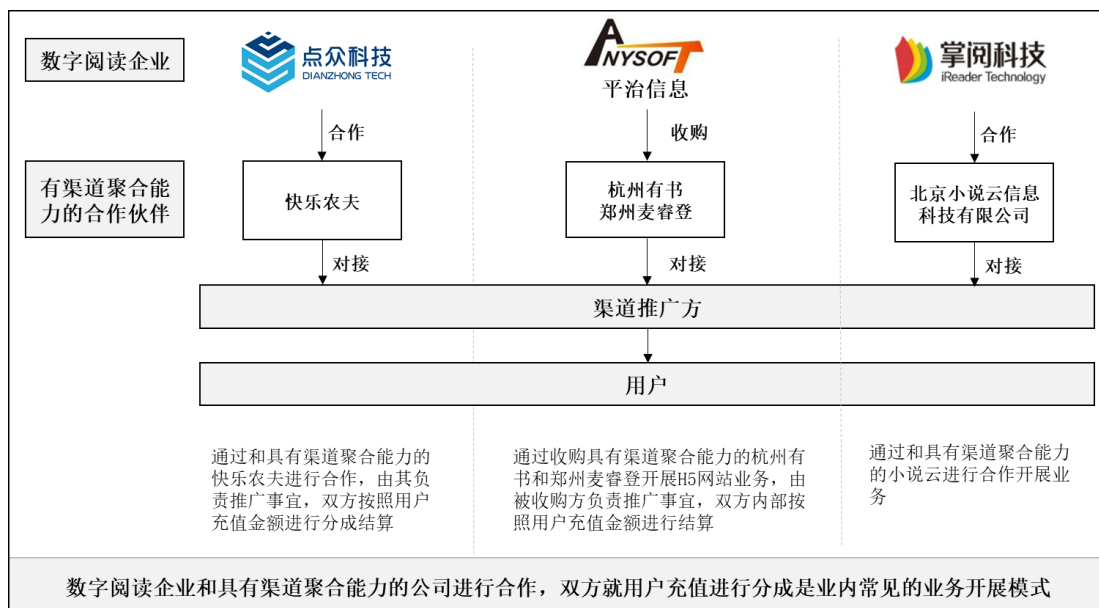 数字阅读企业
点众科技
DIANZHONG TECH
ANYSOFT
平治信息
掌阅科技
iReader Technology
合作
收购
合作
有渠道聚合能
力的合作伙伴
快乐农夫
杭州有书
郑州麦睿登
北京小说云信息
科技有限公司
对接
对接
对接
渠道推广方
用户
通过和具有渠道聚合能力的
快乐农夫进行合作，由其负
责推广事宜，双方按照用户
充值金额进行分成结算
通过收购具有渠道聚合能力的杭州有
书和郑州麦睿登开展H5网站业务，由
被收购方负责推广事宜，双方内部按
照用户充值金额进行结算
通过和具有渠道聚合能力
的小说云进行合作开展业
务
数字阅读企业和具有渠道聚合能力的公司进行合作，双方就用户充值进行分成是业内常见的业务开展模式